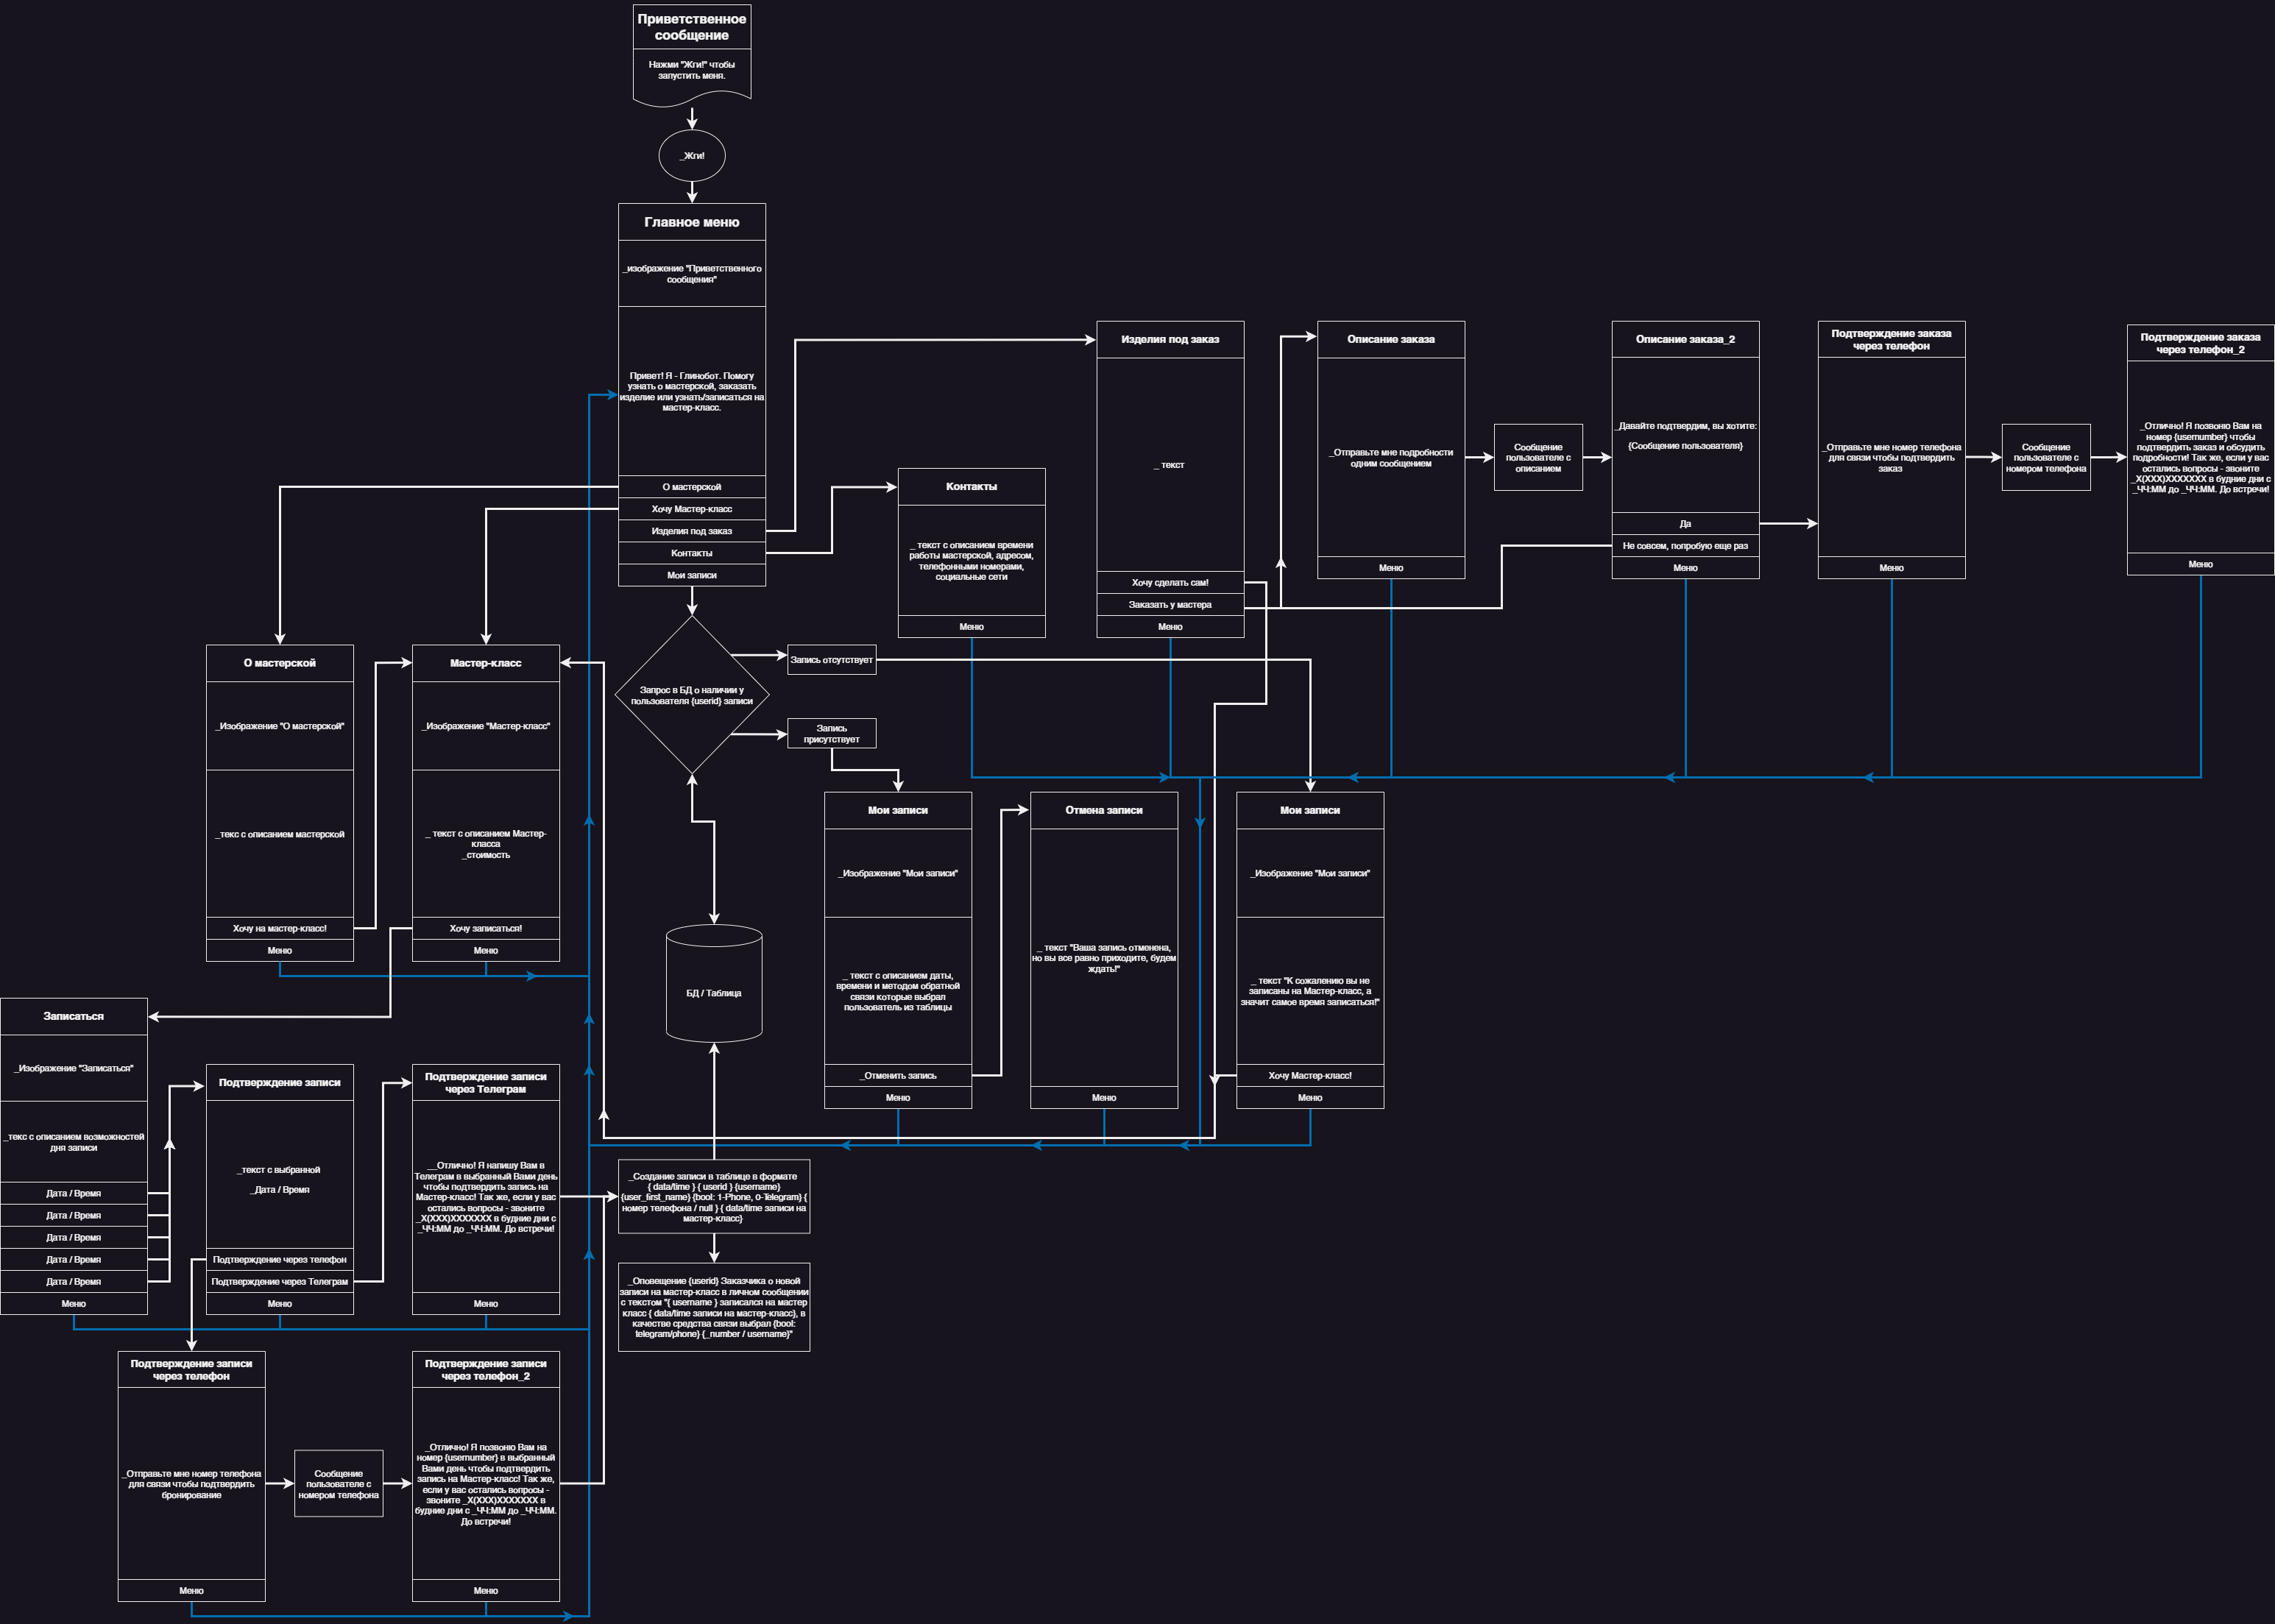 Приветственное
сообщение
Нажми "Жги!" чтобы
запустить меня.
_Жги!
Главное меню
_изображение "Приветственного
сообщения"
Привет! Я - Глинобот. Помогу
узнать о мастерской, заказать
изделие или узнать/записаться на
мастер-класс.
О мастерской
Хочу Мастер-класс
Изделия под заказ
Контакты
Мои записи
Изделия под заказ
_ текст
Хочу сделать сам!
Заказать у мастера
Меню
Описание заказа
_Отправьте мне подробности
одним сообщением
Меню
Сообщение
пользователе с
описанием
Описание заказа_2
_Давайте подтвердим, вы хотите:
{Сообщение пользователя}
Да
Не совсем, попробую еще раз
Меню
Подтверждение заказа
через телефон
_Отправьте мне номер телефона
для связи чтобы подтвердить
заказ
Меню
Сообщение
пользователе с
номером телефона
Подтверждение заказа
через телефон_2
_Отлично! Я позвоню Вам на
номер {usernumber} чтобы
подтвердить заказ и обсудить
подробности! Так же, если у вас
остались вопросы - звоните
_X(XXX)XXXXXXX в будние дни с
_ЧЧ:ММ до _ЧЧ:ММ. До встречи!
Меню
Контакты
_ текст с описанием времени
работы мастерской, адресом,
телефонными номерами,
социальные сети
Меню
О мастерской
_Изображение "О мастерской"
_текс с описанием мастерской
Хочу на мастер-класс!
Меню
Мастер-класс
_Изображение "Мастер-класс"
_ текст с описанием Мастер-
класса
_стоимость
Хочу записаться!
Меню
Запрос в БД о наличии у
пользователя {userid} записи
Запись отсутствует
Запись
присутствует
БД / Таблица
Мои записи
_Изображение "Мои записи"
_ текст с описанием даты,
времени и методом обратной
связи которые выбрал
пользователь из таблицы
_Отменить запись
Меню
Отмена записи
_ текст "Ваша запись отменена,
но вы все равно приходите, будем
ждать!"
Меню
Мои записи
_Изображение "Мои записи"
_ текст "К сожалению вы не
записаны на Мастер-класс, а
значит самое время записаться!"
Хочу Мастер-класс!
Меню
Записаться
_Изображение "Записаться"
_текс с описанием возможностей
дня записи
Дата / Время
Дата / Время
Дата / Время
Дата / Время
Дата / Время
Меню
Подтверждение записи
_текст с выбранной
_Дата / Время
Подтверждение через телефон
Подтверждение через Телеграм
Меню
Подтверждение записи
через Телеграм
__Отлично! Я напишу Вам в
Телеграм в выбранный Вами день
чтобы подтвердить запись на
Мастер-класс! Так же, если у вас
остались вопросы - звоните
_X(XXX)XXXXXXX в будние дни с
_ЧЧ:ММ до _ЧЧ:ММ. До встречи!
Меню
_Создание записи в таблице в формате
{ data/time } { userid } {username}
{user_first_name} {bool: 1-Phone, 0-Telegram} {
номер телефона / null } { data/time записи на
мастер-класс}
_Оповещение {userid} Заказчика о новой
записи на мастер-класс в личном сообщении
с текстом "{ username } записался на мастер
класс { data/time записи на мастер-класс}, в
качестве средства связи выбрал {bool:
telegram/phone} {_number / username}"
Подтверждение записи
через телефон
_Отправьте мне номер телефона
для связи чтобы подтвердить
бронирование
Меню
Сообщение
пользователе с
номером телефона
Подтверждение записи
через телефон_2
_Отлично! Я позвоню Вам на
номер {usernumber} в выбранный
Вами день чтобы подтвердить
запись на Мастер-класс! Так же,
если у вас остались вопросы -
звоните _X(XXX)XXXXXXX в
будние дни с _ЧЧ:ММ до _ЧЧ:ММ.
До встречи!
Меню